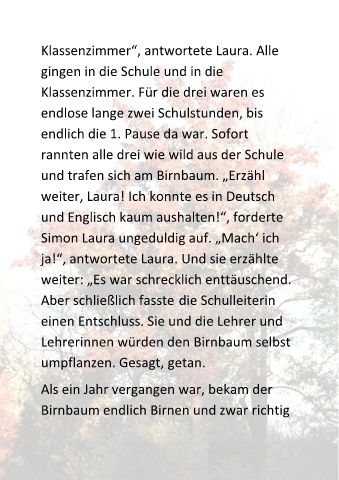 Klassenzimmer“, antwortete Laura. Alle
gingen in die Schule und in die
Klassenzimmer. Für die drei waren es
endlose lange zwei Schulstunden, bis
endlich die 1. Pause da war. Sofort
rannten alle drei wie wild aus der Schule
und trafen sich am Birnbaum. „Erzähl
weiter, Laura! Ich konnte es in Deutsch
und Englisch kaum aushalten!“, forderte
Simon Laura ungeduldig auf. „Mach‘ ich
ja!“, antwortete Laura. Und sie erzählte
weiter: „Es war schrecklich enttäuschend.
Aber schließlich fasste die Schulleiterin
einen Entschluss. Sie und die Lehrer und
Lehrerinnen würden den Birnbaum selbst
umpflanzen. Gesagt, getan.
Als ein Jahr vergangen war, bekam der
Birnbaum endlich Birnen und zwar richtig